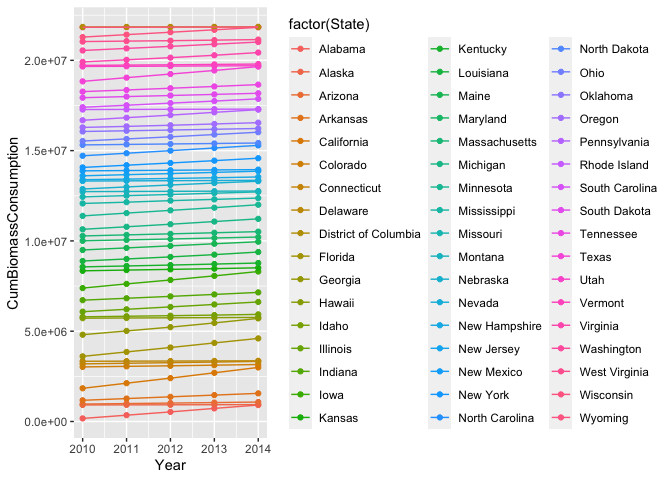 factor(State)
Alabama
Alaska
Arizona
Arkansas
California
Colorado
Connecticut
Delaware
District of Columbia
Florida
Georgia
Hawaii
Idaho
Illinois
Indiana
Iowa
Kansas
Kentucky
Louisiana
Maine
Maryland
Massachusetts
Michigan
Minnesota
Mississippi
Missouri
Montana
Nebraska
Nevada
New Hampshire
New Jersey
New Mexico
New York
North Carolina
North Dakota
Ohio
Oklahoma
Oregon
Pennsylvania
Rhode Island
South Carolina
South Dakota
Tennessee
Texas
Utah
Vermont
Virginia
Washington
West Virginia
Wisconsin
Wyoming
CumBiomassConsumption
2.0e+07
1.5e+07
1.0e+07
5.0e+06
0.0e+00
2010 2011 2012 2013 2014
Year